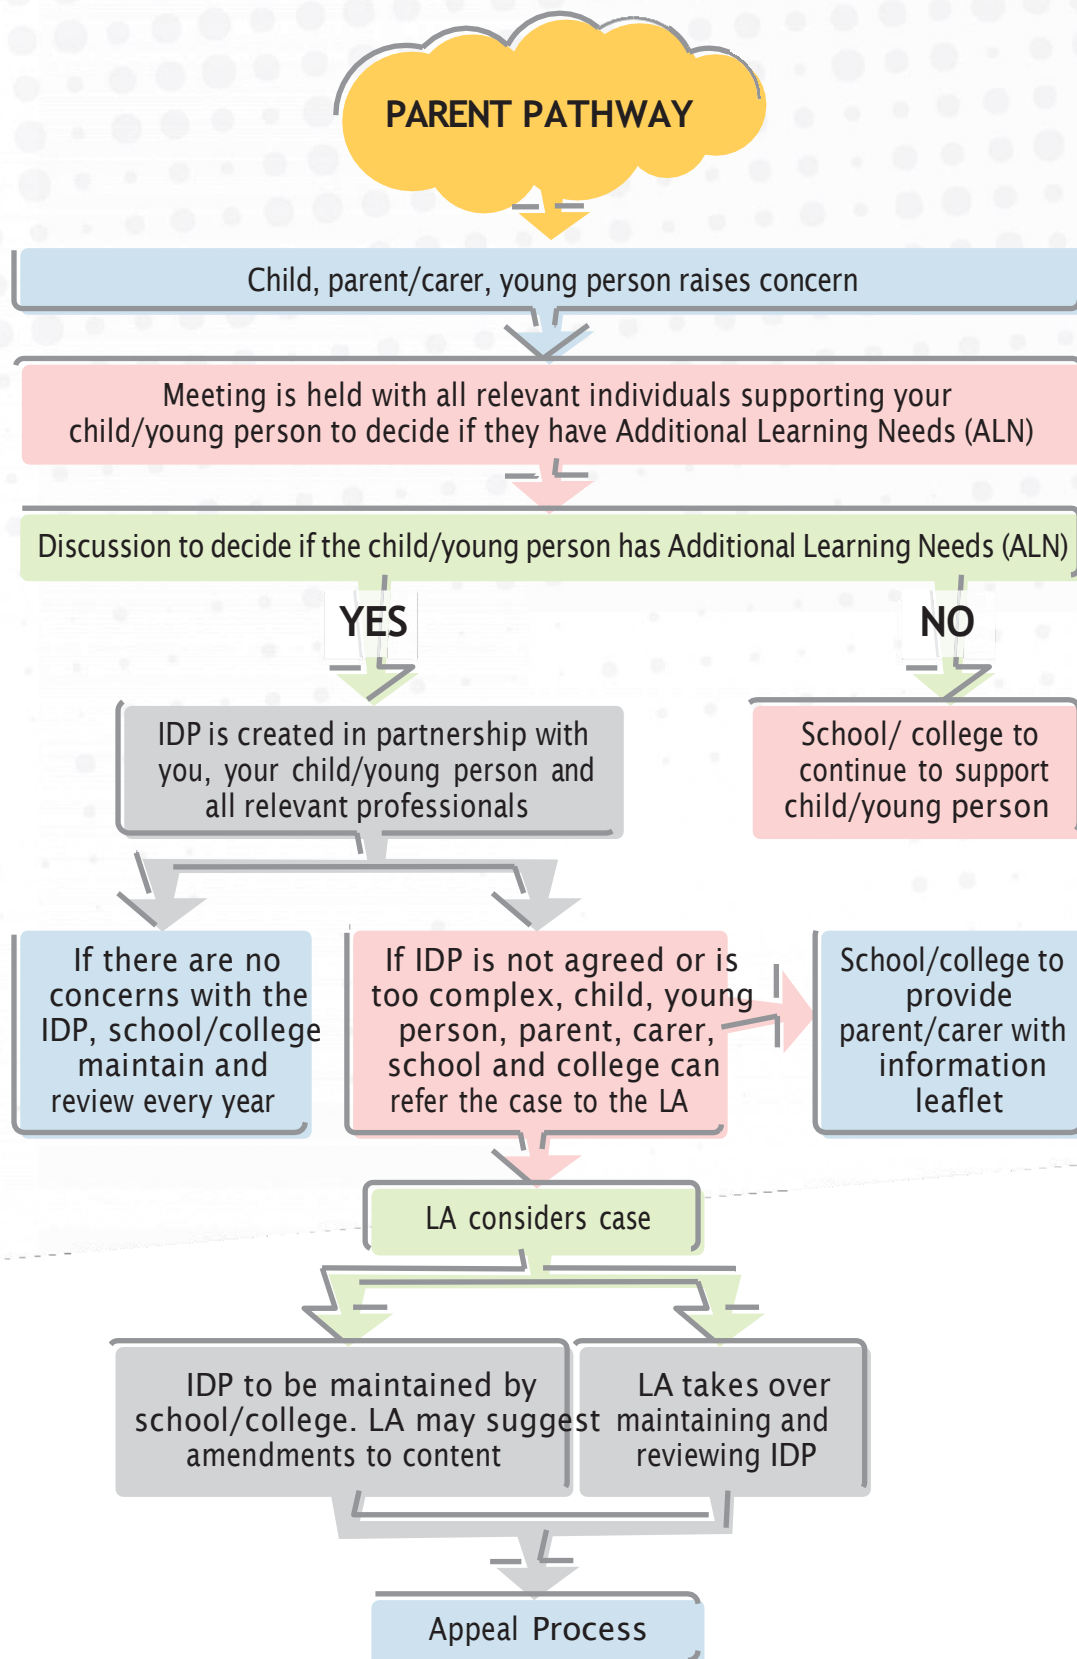 PARENT PATHWAY
Child, parent/carer, young person raises concern
Meeting is held with all relevant individuals supporting your
child/young person to decide if they have Additional Learning Needs (ALN)
Discussion to decide if the child/young person has Additional Learning Needs (ALN)
YES
NO
IDP is created in partnership with
you, your child/young person and
all relevant professionals
School/ college to
continue to support
child/young person
If there are no
concerns with the
IDP, school/college
maintain and
review every year
If IDP is not agreed or is
too complex, child, young
person, parent, carer,
school and college can
refer the case to the LA
School/college to
provide
parent/carer with
information
leaflet
LA considers case
IDP to be maintained by
school/college. LA may suggest
amendments to content
LA takes over
maintaining and
reviewing IDP
Appeal Process